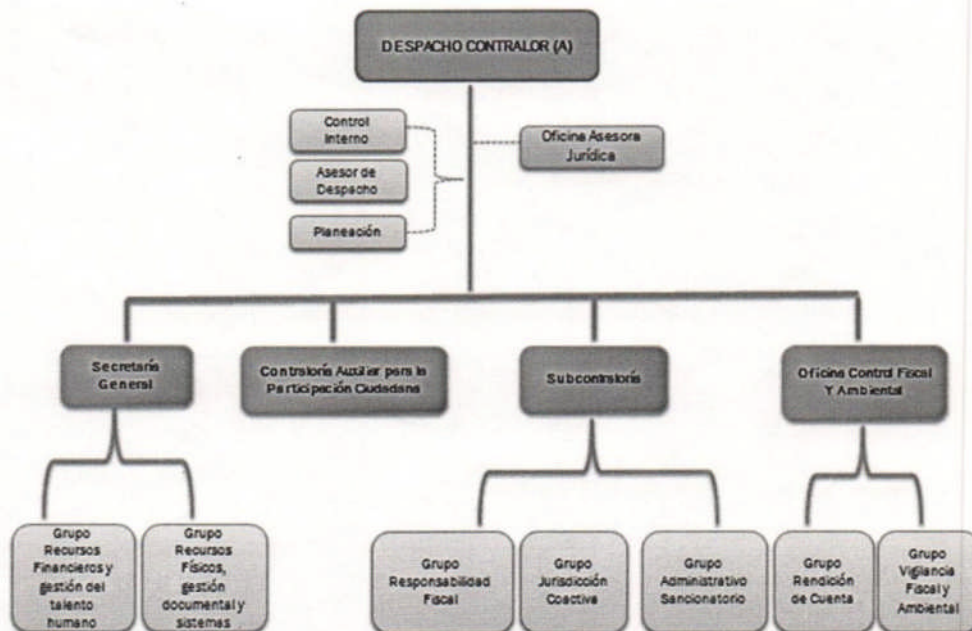 DESPACHO CONTRALOR (A)
Control
Interno
Asesor de
Despacho
Planeación
Oficina Asesora
Jurídica
Secretaría
General
Contraloría Auxiliar para la
Participación Ciudadana
Subcontraloría
Oficina Control Fiscal
Y Ambiental
Grupo
Recursos
Financieros y
gestión del
talento
humano
Grupo
Recursos
Físicos,
gestión
documental y
sistemas
Grupo
Responsabilidad
Fiscal
Grupo
Jurisdicción
Coactiva
Grupo
Administrativo
Sancionatorio
Grupo
Rendición
de Cuenta
Grupo
Vigilancia
Fiscal y
Ambiental